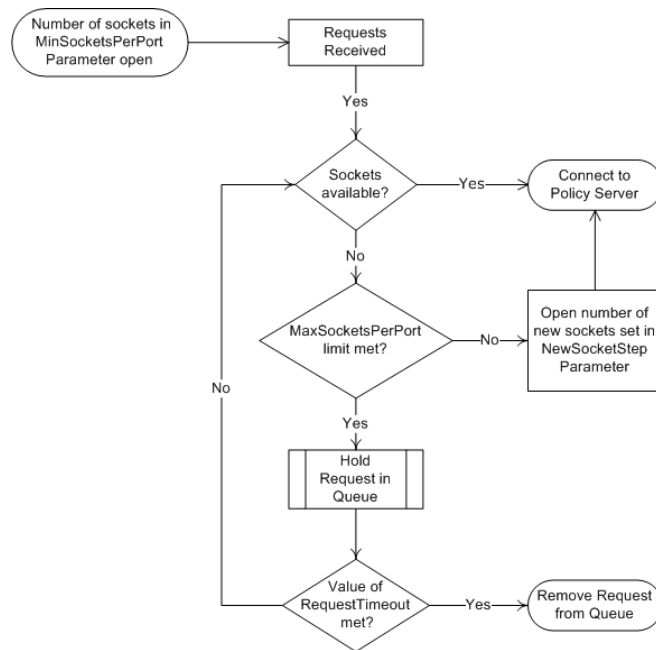 Number of sockets in
MinSocketsPerPort
Parameter open
Requests
Received
Yes
Sockets
available?
Yes
Connect to
Policy Server
No
MaxSocketsPerPort
limit met?
No
Open number of
new sockets set in
NewSocketStep
Parameter
No
Yes
Hold
Request in
Queue
Value of
RequestTimeout
met?
Yes
Remove Request
from Queue